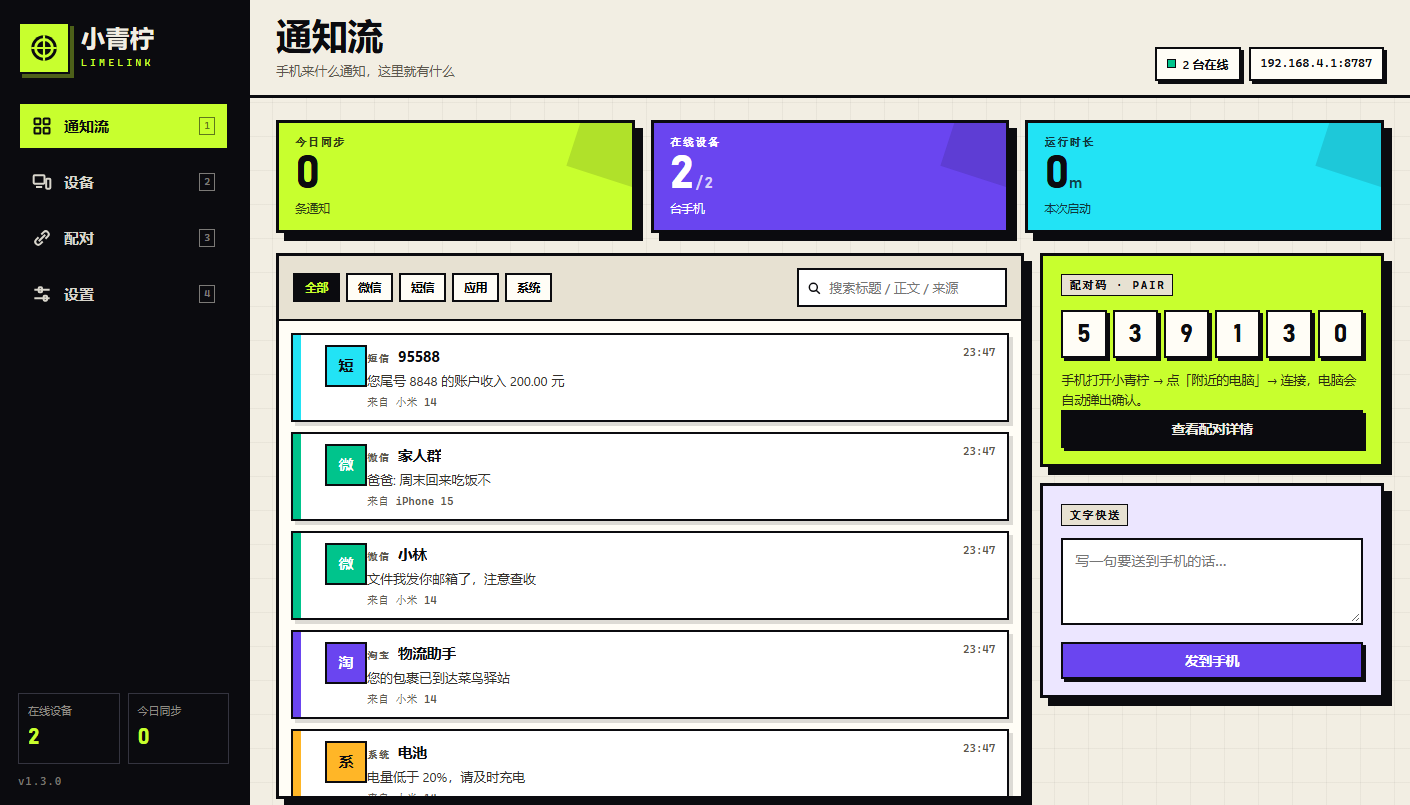 小青柠
LIMELINK
通知流 1
设备 2
配对 3
设置 4
在线设备
2
今日同步
0
v1.3.0
通知流
手机来什么通知，这里就有什么
2 台在线
192.168.4.1:8787
今日同步
0
条通知
在线设备
2/2
台手机
运行时长
0m
本次启动
全部 微信 短信 应用 系统
搜索标题 / 正文 / 来源
短 短信 95588 23:47
您尾号 8848 的账户收入 200.00 元
来自 小米 14
微 微信 家人群 23:47
爸爸: 周末回来吃饭不
来自 iPhone 15
微 微信 小林 23:47
文件我发你邮箱了，注意查收
来自 小米 14
淘 淘宝 物流助手 23:47
您的包裹已到达菜鸟驿站
来自 小米 14
系 系统 电池 23:47
电量低于 20%，请及时充电
配对码 · PAIR
5 3 9 1 3 0
手机打开小青柠 → 点「附近的电脑」→ 连接，电脑会
自动弹出确认。
查看配对详情
文字快送
写一句要送到手机的话...
发到手机